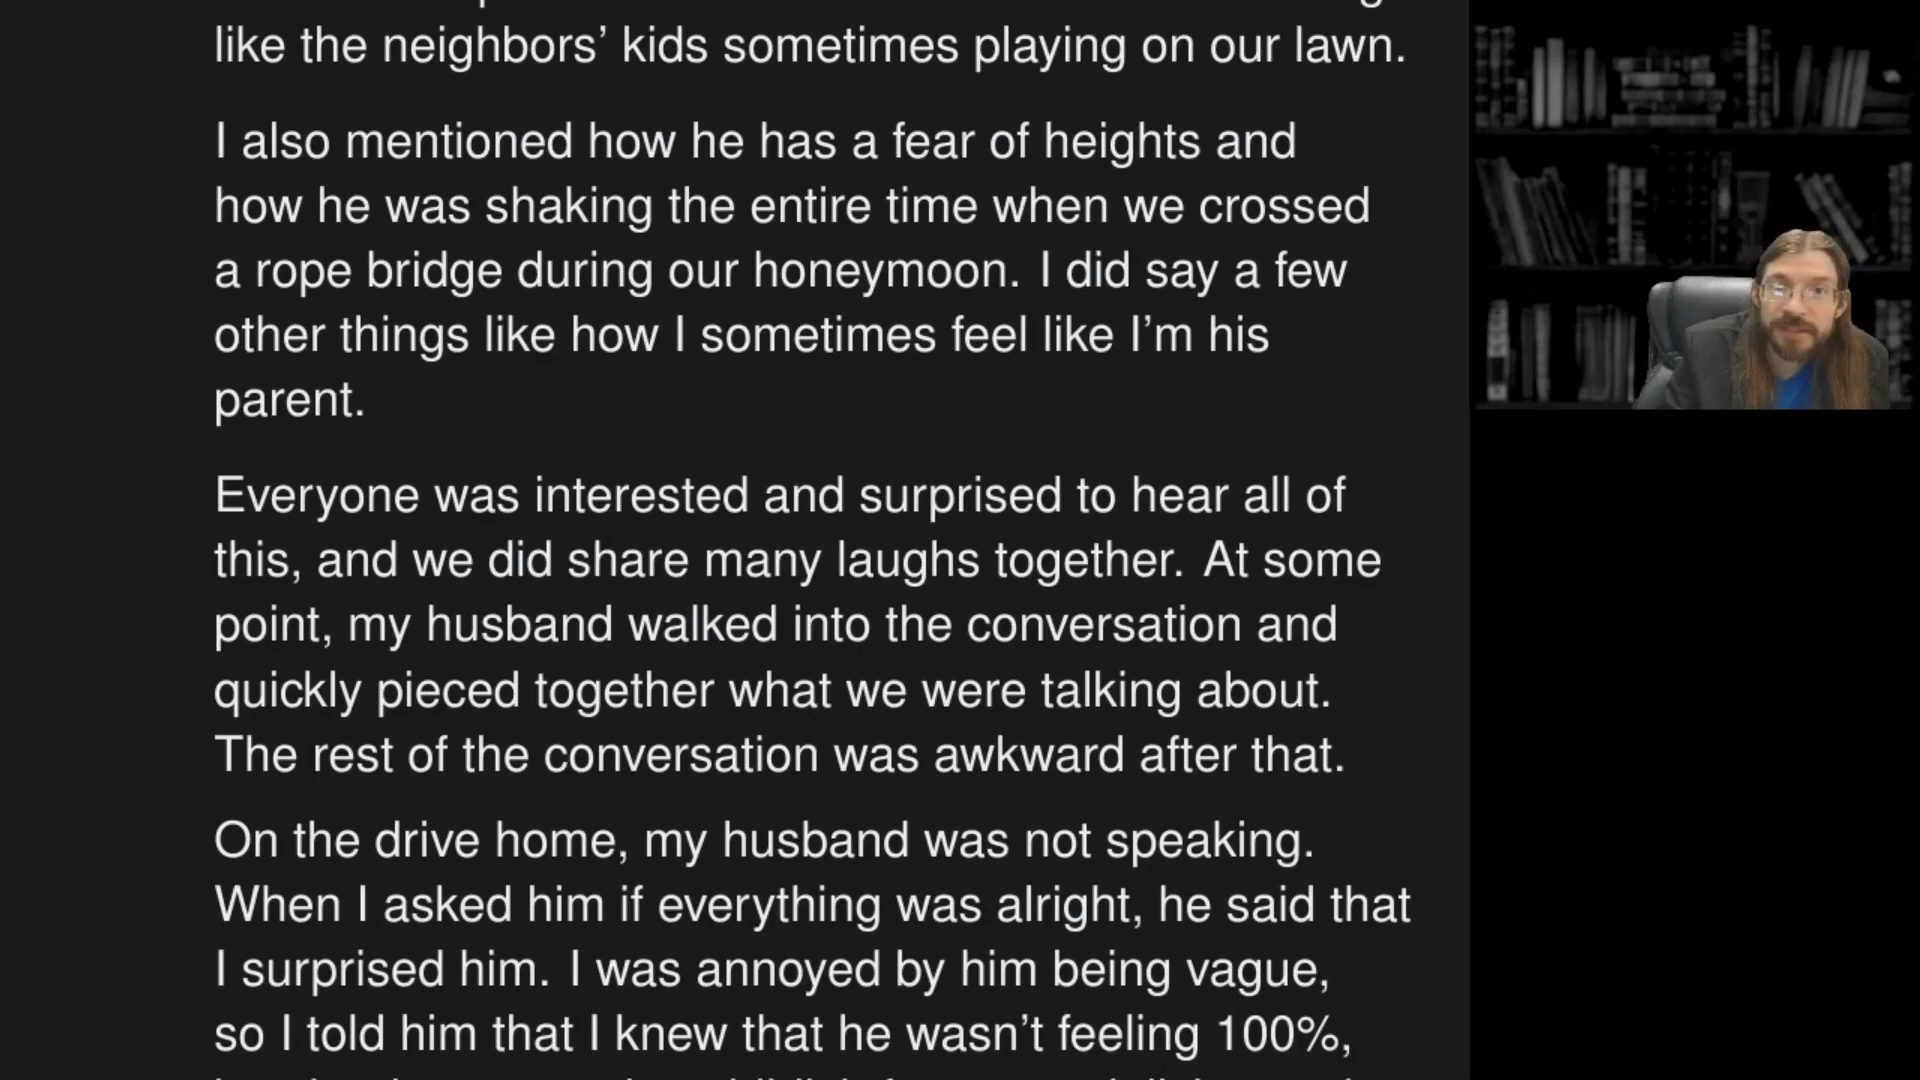 like the neighbors’ kids sometimes playing on our lawn.
I also mentioned how he has a fear of heights and
how he was shaking the entire time when we crossed
a rope bridge during our honeymoon. I did say a few
other things like how I sometimes feel like I’m his
parent.
Everyone was interested and surprised to hear all of
this, and we did share many laughs together. At some
point, my husband walked into the conversation and
quickly pieced together what we were talking about.
The rest of the conversation was awkward after that.
On the drive home, my husband was not speaking.
When I asked him if everything was alright, he said that
I surprised him. I was annoyed by him being vague,
so I told him that I knew that he wasn’t feeling 100%,